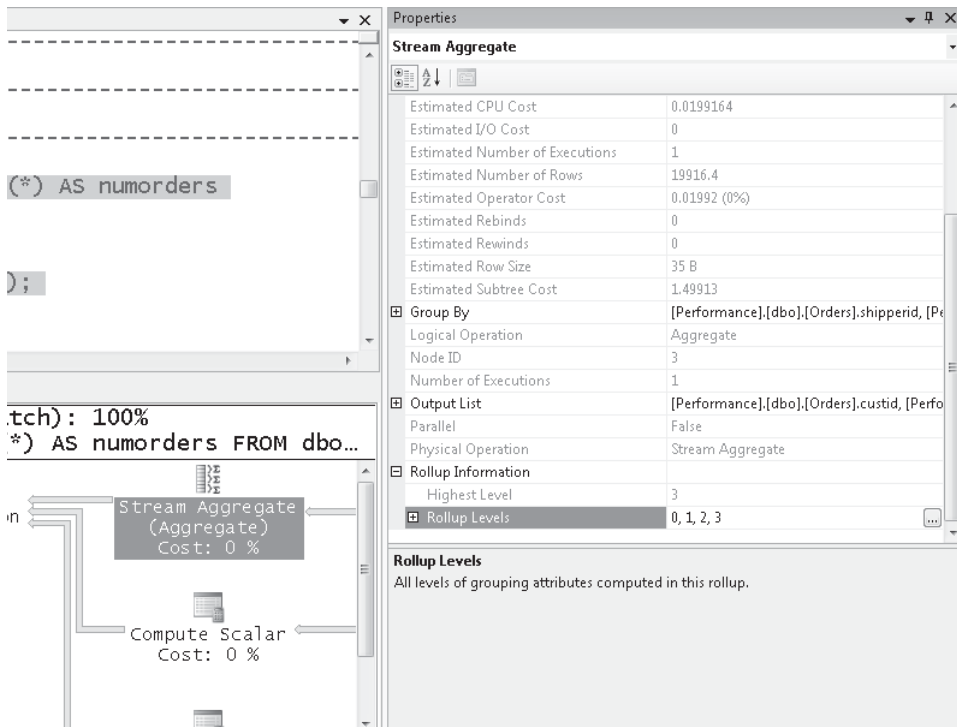 (*) AS numorders
);
tch): 100%
*) AS numorders FROM dbo...
on
Stream Aggregate
(Aggregate)
Cost: 0 %
Compute Scalar
Cost: 0 %
Properties
Stream Aggregate
Estimated CPU Cost 0.0199164
Estimated I/O Cost 0
Estimated Number of Executions 1
Estimated Number of Rows 19916.4
Estimated Operator Cost 0.01992 (0%)
Estimated Rebinds 0
Estimated Rewinds 0
Estimated Row Size 35 B
Estimated Subtree Cost 1.49913
Group By [Performance].[dbo].[Orders].shipperid, [Pe
Logical Operation Aggregate
Node ID 3
Number of Executions 1
Output List [Performance].[dbo].[Orders].custid, [Perfo
Parallel False
Physical Operation Stream Aggregate
Rollup Information
Highest Level 3
Rollup Levels 0, 1, 2, 3 ...
Rollup Levels
All levels of grouping attributes computed in this rollup.